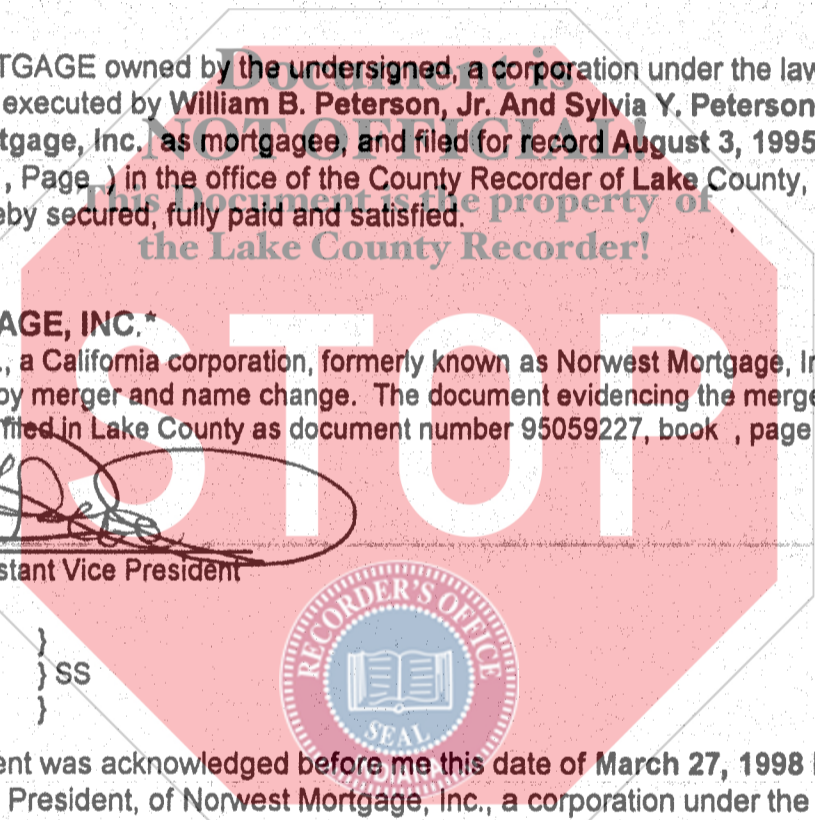 Document is
TGAGE owned by the undersigned, a corporation under the law
executed by William B. Peterson, Jr. And Sylvia Y. Peterson
NOT OFFICIAL!
tgage, Inc. as mortgagee, and filed for record August 3, 1995
, Page ) in the office of the County Recorder of Lake County,
This Document is the property of
eby secured, fully paid and satisfied.
the Lake County Recorder!
AGE, INC.*
., a California corporation, formerly known as Norwest Mortgage, In
by merger and name change. The document evidencing the merge
filed in Lake County as document number 95059227, book , page
STOP
stant Vice President
RECORDER'S OFFICE
SEAL
}
} SS
}
ent was acknowledged before me this date of March 27, 1998
President, of Norwest Mortgage, Inc., a corporation under the